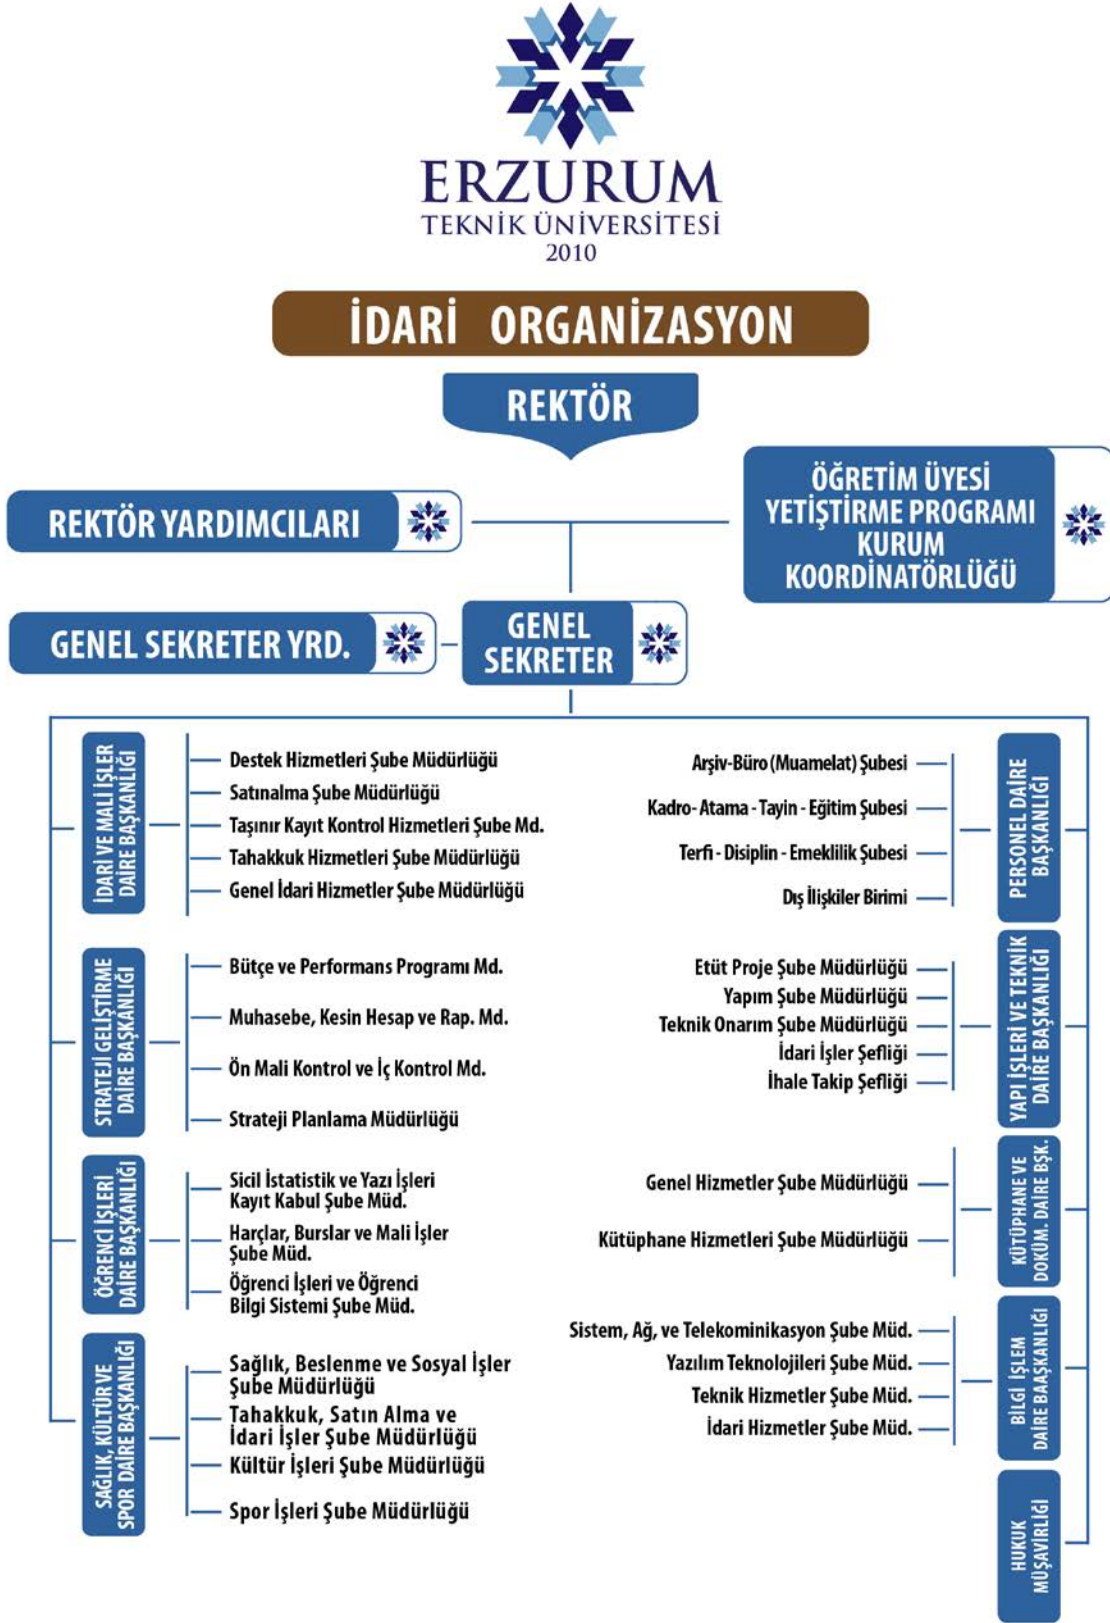 ERZURUM
TEKNİK ÜNİVERSİTESİ
2010
İDARİ ORGANİZASYON
REKTÖR
REKTÖR YARDIMCILARI
ÖĞRETİM ÜYESİ
YETİŞTİRME PROGRAMI
KURUM
KOORDİNATÖRLÜĞÜ
GENEL SEKRETER YRD.
GENEL
SEKRETER
İDARİ VE MALİ İŞLER
DAİRE BAŞKANLIĞI
Destek Hizmetleri Şube Müdürlüğü
Satınalma Şube Müdürlüğü
Taşınır Kayıt Kontrol Hizmetleri Şube Md.
Tahakkuk Hizmetleri Şube Müdürlüğü
Genel İdari Hizmetler Şube Müdürlüğü
STRATEJİ GELİŞTİRME
DAİRE BAŞKANLIĞI
Bütçe ve Performans Programı Md.
Muhasebe, Kesin Hesap ve Rap. Md.
Ön Mali Kontrol ve İç Kontrol Md.
Strateji Planlama Müdürlüğü
ÖĞRENCİ İŞLERİ
DAİRE BAŞKANLIĞI
Sicil İstatistik ve Yazı İşleri
Kayıt Kabul Şube Müd.
Harçlar, Burslar ve Mali İşler
Şube Müd.
Öğrenci İşleri ve Öğrenci
Bilgi Sistemi Şube Müd.
SAĞLIK, KÜLTÜR VE
SPOR DAİRE BAŞKANLIĞI
Sağlık, Beslenme ve Sosyal İşler
Şube Müdürlüğü
Tahakkuk, Satın Alma ve
İdari İşler Şube Müdürlüğü
Kültür İşleri Şube Müdürlüğü
Spor İşleri Şube Müdürlüğü
PERSONEL DAİRE
BAŞKANLIĞI
Arşiv-Büro (Muamelat) Şubesi
Kadro- Atama - Tayin - Eğitim Şubesi
Terfi - Disiplin - Emeklilik Şubesi
Dış İlişkiler Birimi
YAPI İŞLERİ VE TEKNİK
DAİRE BAŞKANLIĞI
Etüt Proje Şube Müdürlüğü
Yapım Şube Müdürlüğü
Teknik Onarım Şube Müdürlüğü
İdari İşler Şefliği
İhale Takip Şefliği
KÜTÜPHANE VE
DOKÜM. DAİRE BŞK.
Genel Hizmetler Şube Müdürlüğü
Kütüphane Hizmetleri Şube Müdürlüğü
BİLGİ İŞLEM
DAİRE BAAŞKANLIĞI
Sistem, Ağ, ve Telekominikasyon Şube Müd.
Yazılım Teknolojileri Şube Müd.
Teknik Hizmetler Şube Müd.
İdari Hizmetler Şube Müd.
HUKUK
MÜŞAVİRLİĞİ